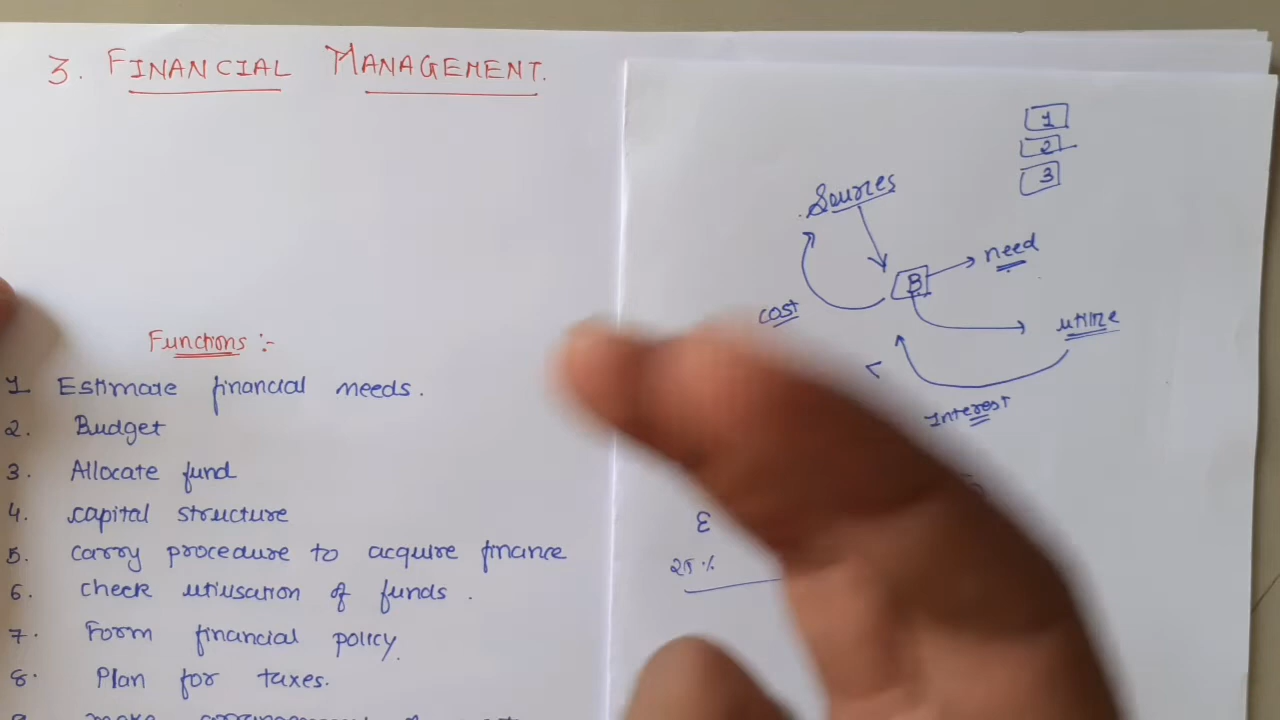 3. FINANCIAL MANAGEMENT.
Functions :-
1 Estimate financial needs.
2. Budget
3. Allocate fund
4. capital structure
5. carry procedure to acquire finance
6. check utilisation of funds.
7. Form financial policy.
8. Plan for taxes.
9. make
1
2
3
Sources
B
need
cost
utilize
<
Interest
E
25%